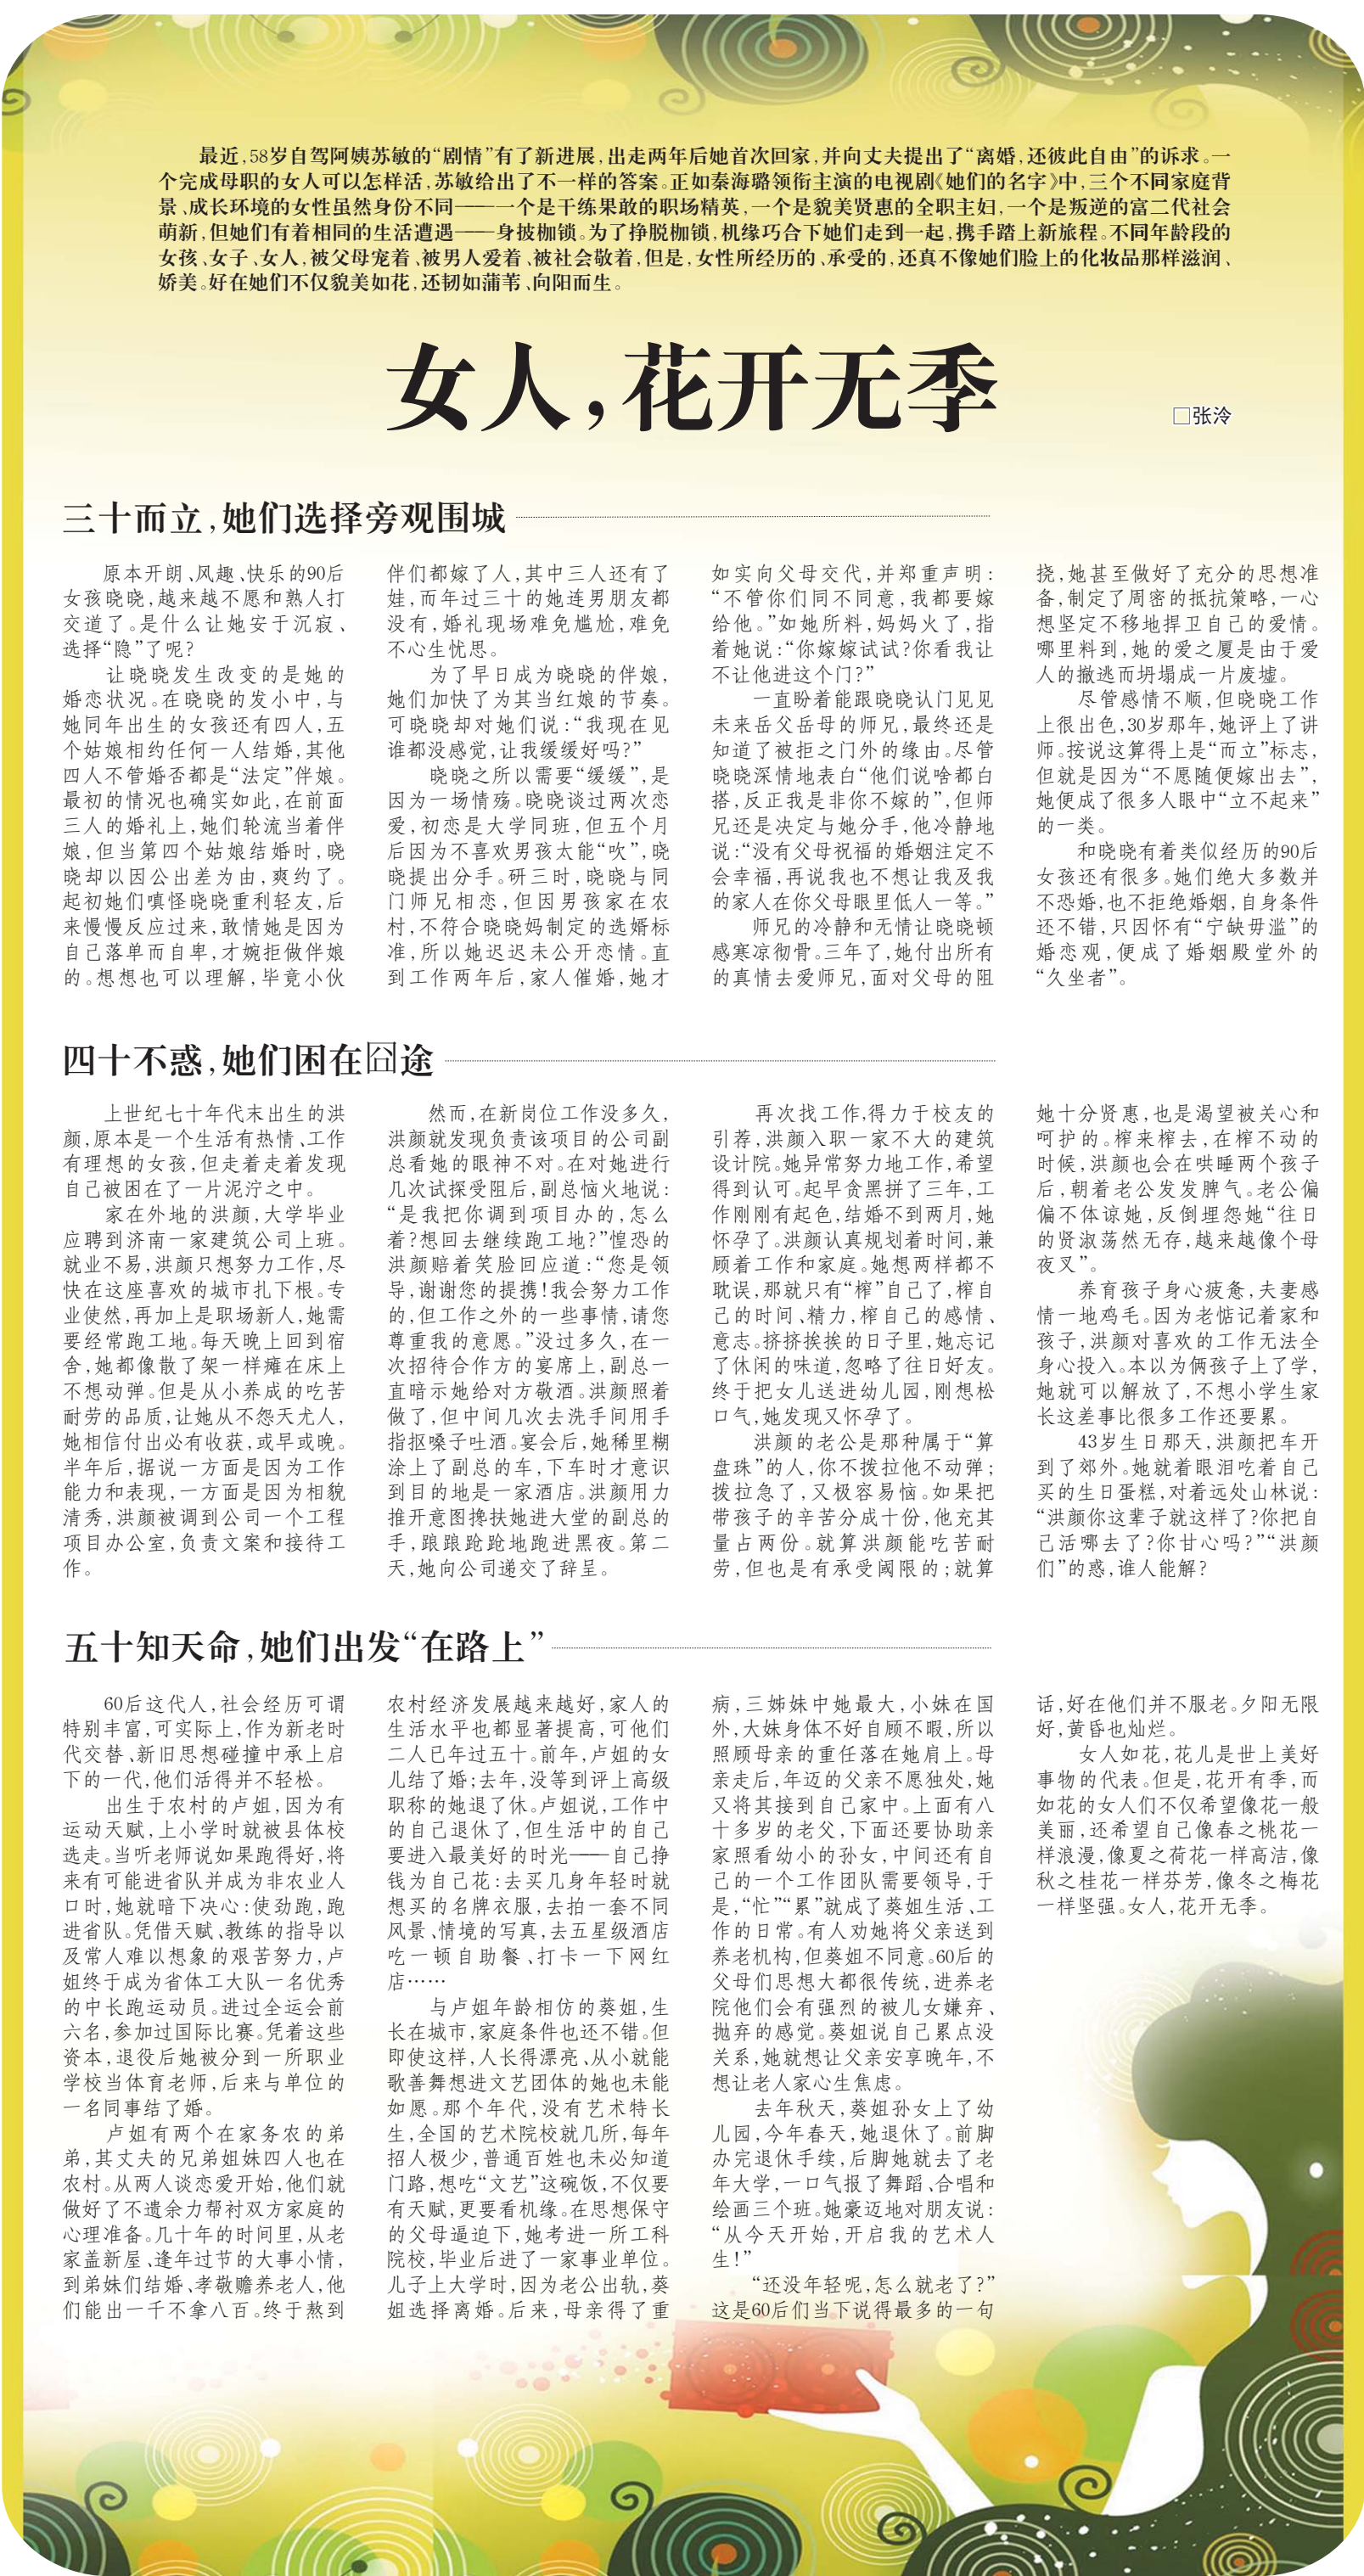 最近,58岁自驾阿姨苏敏的“剧情”有了新进展,出走两年后她首次回家,并向丈夫提出了“离婚,还彼此自由”的诉求。一
个完成母职的女人可以怎样活,苏敏给出了不一样的答案。正如秦海璐领衔主演的电视剧《她们的名字》中,三个不同家庭背
景、成长环境的女性虽然身份不同——一个是干练果敢的职场精英,一个是貌美贤惠的全职主妇,一个是叛逆的富二代社会
萌新,但她们有着相同的生活遭遇——身披枷锁。为了挣脱枷锁,机缘巧合下她们走到一起,携手踏上新旅程。不同年龄段的
女孩、女子、女人,被父母宠着、被男人爱着、被社会敬着,但是,女性所经历的、承受的,还真不像她们脸上的化妆品那样滋润、
娇美。好在她们不仅貌美如花,还韧如蒲苇、向阳而生。
女人,花开无季
□张泠
三十而立,她们选择旁观围城
原本开朗、风趣、快乐的90后
女孩晓晓,越来越不愿和熟人打
交道了。是什么让她安于沉寂、
选择“隐”了呢?
让晓晓发生改变的是她的
婚恋状况。在晓晓的发小中,与
她同年出生的女孩还有四人,五
个姑娘相约任何一人结婚,其他
四人不管婚否都是“法定”伴娘。
最初的情况也确实如此,在前面
三人的婚礼上,她们轮流当着伴
娘,但当第四个姑娘结婚时,晓
晓却以因公出差为由,爽约了。
起初她们嗔怪晓晓重利轻友,后
来慢慢反应过来,敢情她是因为
自己落单而自卑,才婉拒做伴娘
的。想想也可以理解,毕竟小伙
伴们都嫁了人,其中三人还有了
娃,而年过三十的她连男朋友都
没有,婚礼现场难免尴尬,难免
不心生忧思。
为了早日成为晓晓的伴娘,
她们加快了为其当红娘的节奏。
可晓晓却对她们说:“我现在见
谁都没感觉,让我缓缓好吗?”
晓晓之所以需要“缓缓”,是
因为一场情殇。晓晓谈过两次恋
爱,初恋是大学同班,但五个月
后因为不喜欢男孩太能“吹”,晓
晓提出分手。研三时,晓晓与同
门师兄相恋,但因男孩家在农
村,不符合晓晓妈制定的选婿标
准,所以她迟迟未公开恋情。直
到工作两年后,家人催婚,她才
如实向父母交代,并郑重声明:
“不管你们同不同意,我都要嫁
给他。”如她所料,妈妈火了,指
着她说:“你嫁嫁试试?你看我让
不让他进这个门?”
一直盼着能跟晓晓认门见见
未来岳父岳母的师兄,最终还是
知道了被拒之门外的缘由。尽管
晓晓深情地表白“他们说啥都白
搭,反正我是非你不嫁的”,但师
兄还是决定与她分手,他冷静地
说:“没有父母祝福的婚姻注定不
会幸福,再说我也不想让我及我
的家人在你父母眼里低人一等。”
师兄的冷静和无情让晓晓顿
感寒凉彻骨。三年了,她付出所有
的真情去爱师兄,面对父母的阻
挠,她甚至做好了充分的思想准
备,制定了周密的抵抗策略,一心
想坚定不移地捍卫自己的爱情。
哪里料到,她的爱之厦是由于爱
人的撤逃而坍塌成一片废墟。
尽管感情不顺,但晓晓工作
上很出色,30岁那年,她评上了讲
师。按说这算得上是“而立”标志,
但就是因为“不愿随便嫁出去”,
她便成了很多人眼中“立不起来”
的一类。
和晓晓有着类似经历的90后
女孩还有很多。她们绝大多数并
不恐婚,也不拒绝婚姻,自身条件
还不错,只因怀有“宁缺毋滥”的
婚恋观,便成了婚姻殿堂外的
“久坐者”。
四十不惑,她们困在囧途
上世纪七十年代末出生的洪
颜,原本是一个生活有热情、工作
有理想的女孩,但走着走着发现
自己被困在了一片泥泞之中。
家在外地的洪颜,大学毕业
应聘到济南一家建筑公司上班。
就业不易,洪颜只想努力工作,尽
快在这座喜欢的城市扎下根。专
业使然,再加上是职场新人,她需
要经常跑工地。每天晚上回到宿
舍,她都像散了架一样瘫在床上
不想动弹。但是从小养成的吃苦
耐劳的品质,让她从不怨天尤人,
她相信付出必有收获,或早或晚。
半年后,据说一方面是因为工作
能力和表现,一方面是因为相貌
清秀,洪颜被调到公司一个工程
项目办公室,负责文案和接待工
作。
然而,在新岗位工作没多久,
洪颜就发现负责该项目的公司副
总看她的眼神不对。在对她进行
几次试探受阻后,副总恼火地说:
“是我把你调到项目办的,怎么
着?想回去继续跑工地?”惶恐的
洪颜赔着笑脸回应道:“您是领
导,谢谢您的提携!我会努力工作
的,但工作之外的一些事情,请您
尊重我的意愿。”没过多久,在一
次招待合作方的宴席上,副总一
直暗示她给对方敬酒。洪颜照着
做了,但中间几次去洗手间用手
指抠嗓子吐酒。宴会后,她稀里糊
涂上了副总的车,下车时才意识
到目的地是一家酒店。洪颜用力
推开意图搀扶她进大堂的副总的
手,踉踉跄跄地跑进黑夜。第二
天,她向公司递交了辞呈。
再次找工作,得力于校友的
引荐,洪颜入职一家不大的建筑
设计院。她异常努力地工作,希望
得到认可。起早贪黑拼了三年,工
作刚刚有起色,结婚不到两月,她
怀孕了。洪颜认真规划着时间,兼
顾着工作和家庭。她想两样都不
耽误,那就只有“榨”自己了,榨自
己的时间、精力,榨自己的感情、
意志。挤挤挨挨的日子里,她忘记
了休闲的味道,忽略了往日好友。
终于把女儿送进幼儿园,刚想松
口气,她发现又怀孕了。
洪颜的老公是那种属于“算
盘珠”的人,你不拨拉他不动弹;
拨拉急了,又极容易恼。如果把
带孩子的辛苦分成十份,他充其
量占两份。就算洪颜能吃苦耐
劳,但也是有承受阈限的;就算
她十分贤惠,也是渴望被关心和
呵护的。榨来榨去,在榨不动的
时候,洪颜也会在哄睡两个孩子
后,朝着老公发发脾气。老公偏
偏不体谅她,反倒埋怨她“往日
的贤淑荡然无存,越来越像个母
夜叉”。
养育孩子身心疲惫,夫妻感
情一地鸡毛。因为老惦记着家和
孩子,洪颜对喜欢的工作无法全
身心投入。本以为俩孩子上了学,
她就可以解放了,不想小学生家
长这差事比很多工作还要累。
43岁生日那天,洪颜把车开
到了郊外。她就着眼泪吃着自己
买的生日蛋糕,对着远处山林说:
“洪颜你这辈子就这样了?你把自
己活哪去了?你甘心吗?”“洪颜
们”的惑,谁人能解?
五十知天命,她们出发“在路上”
60后这代人,社会经历可谓
特别丰富,可实际上,作为新老时
代交替、新旧思想碰撞中承上启
下的一代,他们活得并不轻松。
出生于农村的卢姐,因为有
运动天赋,上小学时就被县体校
选走。当听老师说如果跑得好,将
来有可能进省队并成为非农业人
口时,她就暗下决心:使劲跑,跑
进省队。凭借天赋、教练的指导以
及常人难以想象的艰苦努力,卢
姐终于成为省体工大队一名优秀
的中长跑运动员。进过全运会前
六名,参加过国际比赛。凭着这些
资本,退役后她被分到一所职业
学校当体育老师,后来与单位的
一名同事结了婚。
卢姐有两个在家务农的弟
弟,其丈夫的兄弟姐妹四人也在
农村。从两人谈恋爱开始,他们就
做好了不遗余力帮衬双方家庭的
心理准备。几十年的时间里,从老
家盖新屋、逢年过节的大事小情,
到弟妹们结婚、孝敬赡养老人,他
们能出一千不拿八百。终于熬到
农村经济发展越来越好,家人的
生活水平也都显著提高,可他们
二人已年过五十。前年,卢姐的女
儿结了婚;去年,没等到评上高级
职称的她退了休。卢姐说,工作中
的自己退休了,但生活中的自己
要进入最美好的时光——自己挣
钱为自己花:去买几身年轻时就
想买的名牌衣服,去拍一套不同
风景、情境的写真,去五星级酒店
吃一顿自助餐、打卡一下网红
店……
与卢姐年龄相仿的葵姐,生
长在城市,家庭条件也还不错。但
即使这样,人长得漂亮、从小就能
歌善舞想进文艺团体的她也未能
如愿。那个年代,没有艺术特长
生,全国的艺术院校就几所,每年
招人极少,普通百姓也未必知道
门路,想吃“文艺”这碗饭,不仅要
有天赋,更要看机缘。在思想保守
的父母逼迫下,她考进一所工科
院校,毕业后进了一家事业单位。
儿子上大学时,因为老公出轨,葵
姐选择离婚。后来,母亲得了重
病,三姊妹中她最大,小妹在国
外,大妹身体不好自顾不暇,所以
照顾母亲的重任落在她肩上。母
亲走后,年迈的父亲不愿独处,她
又将其接到自己家中。上面有八
十多岁的老父,下面还要协助亲
家照看幼小的孙女,中间还有自
己的一个工作团队需要领导,于
是,“忙”“累”就成了葵姐生活、工
作的日常。有人劝她将父亲送到
养老机构,但葵姐不同意。60后的
父母们思想大都很传统,进养老
院他们会有强烈的被儿女嫌弃、
抛弃的感觉。葵姐说自己累点没
关系,她就想让父亲安享晚年,不
想让老人家心生焦虑。
去年秋天,葵姐孙女上了幼
儿园,今年春天,她退休了。前脚
办完退休手续,后脚她就去了老
年大学,一口气报了舞蹈、合唱和
绘画三个班。她豪迈地对朋友说:
“从今天开始,开启我的艺术人
生!”
“还没年轻呢,怎么就老了?”
这是60后们当下说得最多的一句
话,好在他们并不服老。夕阳无限
好,黄昏也灿烂。
女人如花,花儿是世上美好
事物的代表。但是,花开有季,而
如花的女人们不仅希望像花一般
美丽,还希望自己像春之桃花一
样浪漫,像夏之荷花一样高洁,像
秋之桂花一样芬芳,像冬之梅花
一样坚强。女人,花开无季。